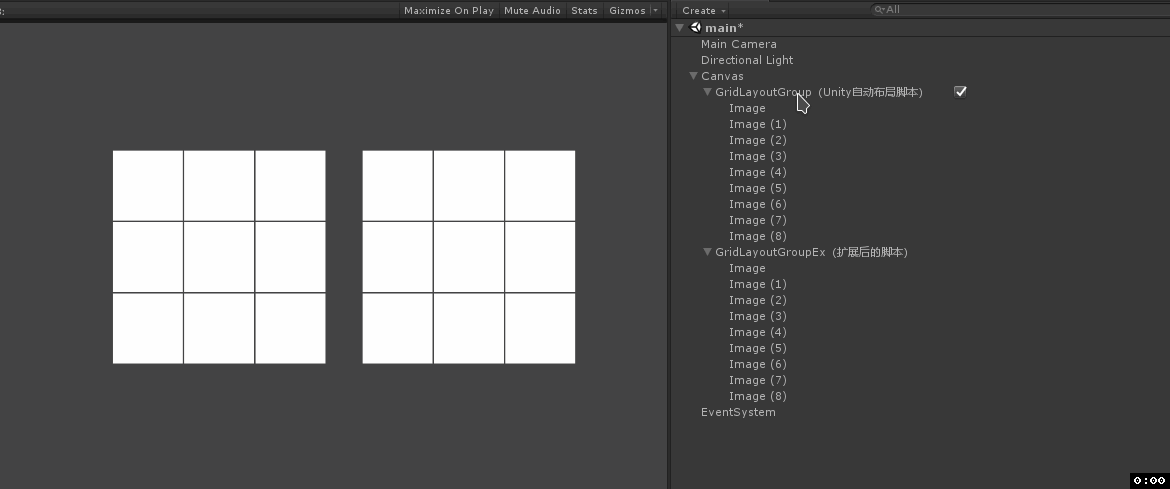 Maximize On Play Mute Audio Stats Gizmos
Create All
main*
Main Camera
Directional Light
Canvas
GridLayoutGroup (Unity自动布局脚本)
Image
Image (1)
Image (2)
Image (3)
Image (4)
Image (5)
Image (6)
Image (7)
Image (8)
GridLayoutGroupEx (扩展后的脚本)
Image
Image (1)
Image (2)
Image (3)
Image (4)
Image (5)
Image (6)
Image (7)
Image (8)
EventSystem
0:00